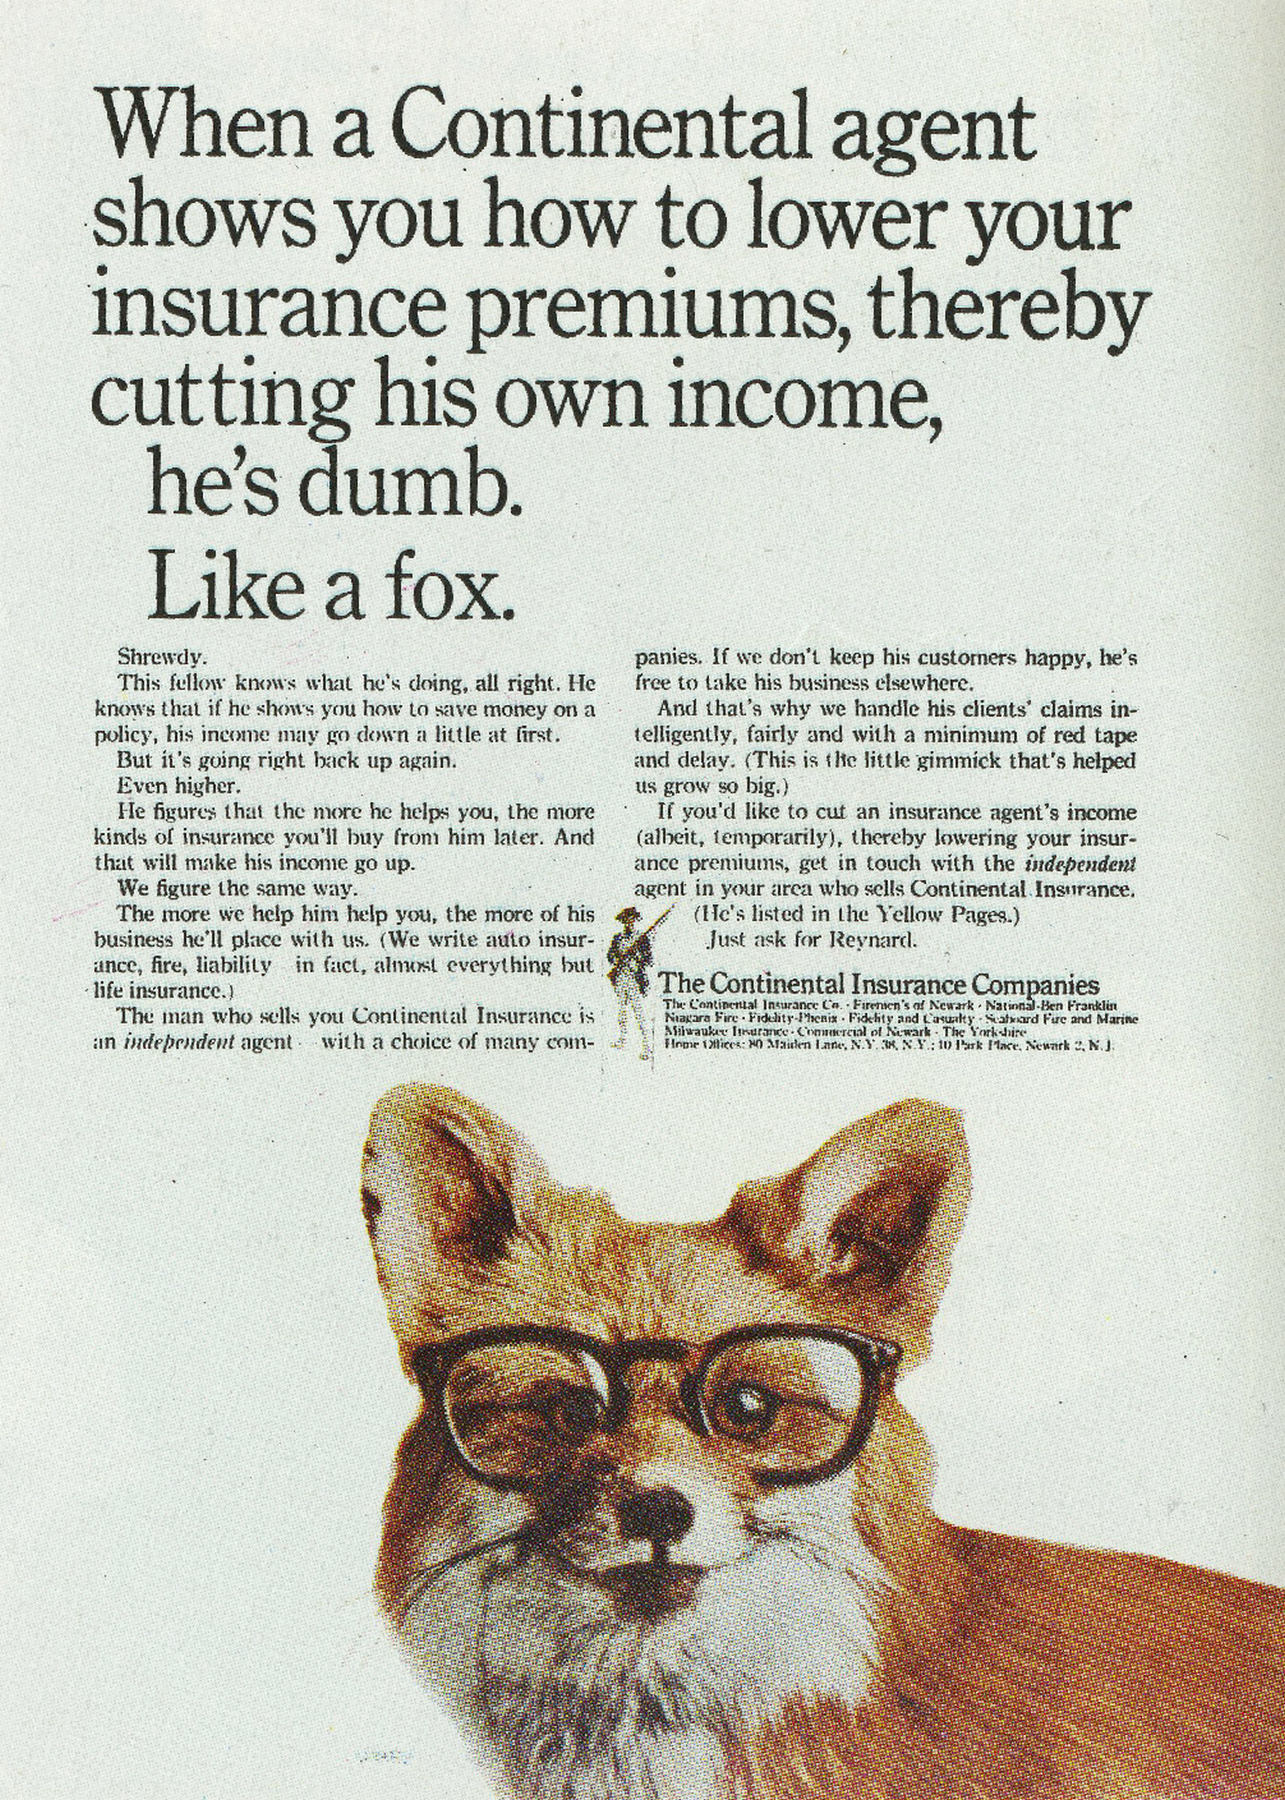 When a Continental agent
shows you how to lower your
insurance premiums, thereby
cutting his own income,
he's dumb.
Like a fox.
Shrewdy.
This fellow knows what he's doing, all right. He
knows that if he shows you how to save money on a
policy, his income may go down a little at first.
But it's going right back up again.
Even higher.
He figures that the more he helps you, the more
kinds of insurance you'll buy from him later. And
that will make his income go up.
We figure the same way.
The more we help him help you, the more of his
business he'll place with us. (We write auto insur-
ance, fire, liability in fact, almost everything but
life insurance.)
The man who sells you Continental Insurance is
an independent agent with a choice of many com-
panies. If we don't keep his customers happy, he's
free to take his business elsewhere.
And that's why we handle his clients' claims in-
telligently, fairly and with a minimum of red tape
and delay. (This is the little gimmick that's helped
us grow so big.)
If you'd like to cut an insurance agent's income
(albeit, temporarily), thereby lowering your insur-
ance premiums, get in touch with the independent
agent in your area who sells Continental Insurance.
(He's listed in the Yellow Pages.)
Just ask for Reynard.
The Continental Insurance Companies
The Continental Insurance Co. · Firemen's of Newark · National-Ben Franklin
Niagara Fire · Fidelity-Phenix · Fidelity and Casualty · Seaboard Fire and Marine
Milwaukee Insurance · Commercial of Newark · The Yorkshire
Home Offices: 80 Maiden Lane, N.Y. 38, N.Y.; 10 Park Place, Newark 2, N.J.